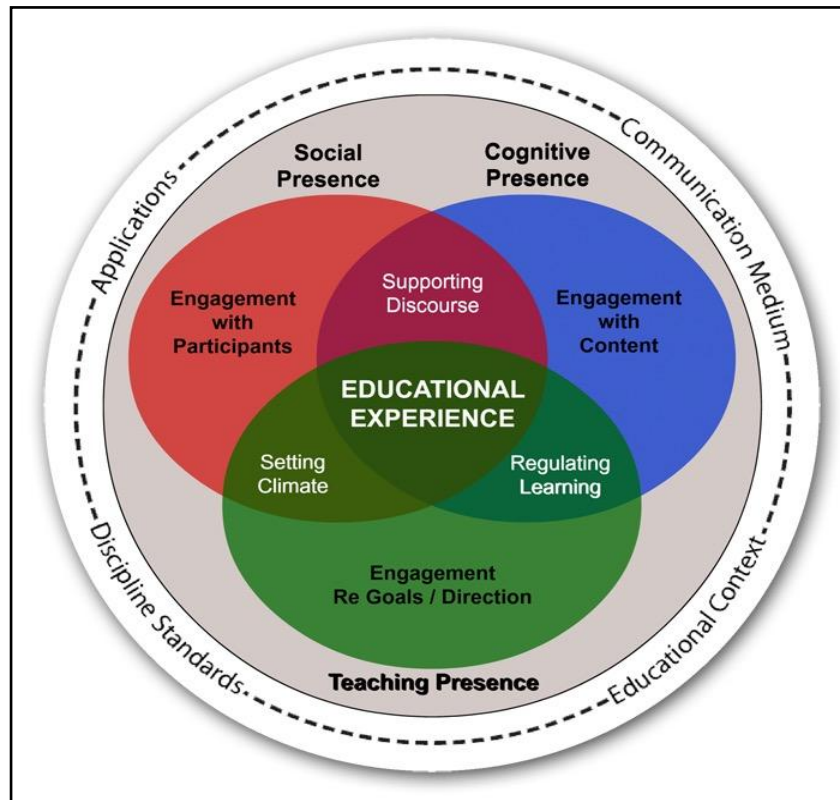 Communication Medium
Applications
Social
Presence
Cognitive
Presence
Supporting
Discourse
Engagement
with
Participants
Engagement
with
Content
EDUCATIONAL
EXPERIENCE
Setting
Climate
Regulating
Learning
Engagement
Re Goals / Direction
Teaching Presence
Discipline Standards
Educational Context